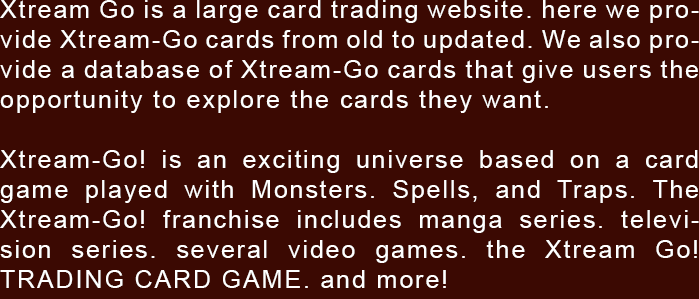 Xtream Go is a large card trading website. here we pro-
vide Xtream-Go cards from old to updated. We also pro-
vide a database of Xtream-Go cards that give users the
opportunity to explore the cards they want.
Xtream-Go! is an exciting universe based on a card
game played with Monsters. Spells, and Traps. The
Xtream-Go! franchise includes manga series. televi-
sion series. several video games. the Xtream Go!
TRADING CARD GAME. and more!